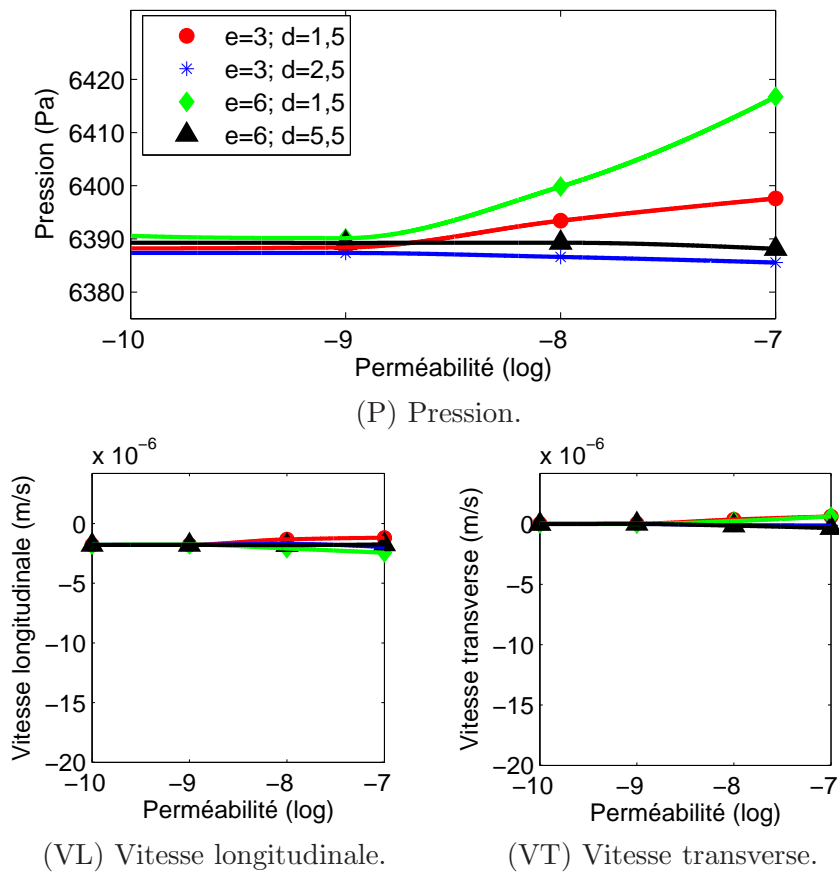 e=3; d=1,5
e=3; d=2,5
e=6; d=1,5
e=6; d=5,5
Pression (Pa)
6420
6410
6400
6390
6380
−10
−9
−8
−7
Perméabilité (log)
(P) Pression.
x 10⁻⁶
Vitesse longitudinale (m/s)
0
−5
−10
−15
−20
−10
−9
−8
−7
Perméabilité (log)
(VL) Vitesse longitudinale.
x 10⁻⁶
Vitesse transverse (m/s)
0
−5
−10
−15
−20
−10
−9
−8
−7
Perméabilité (log)
(VT) Vitesse transverse.